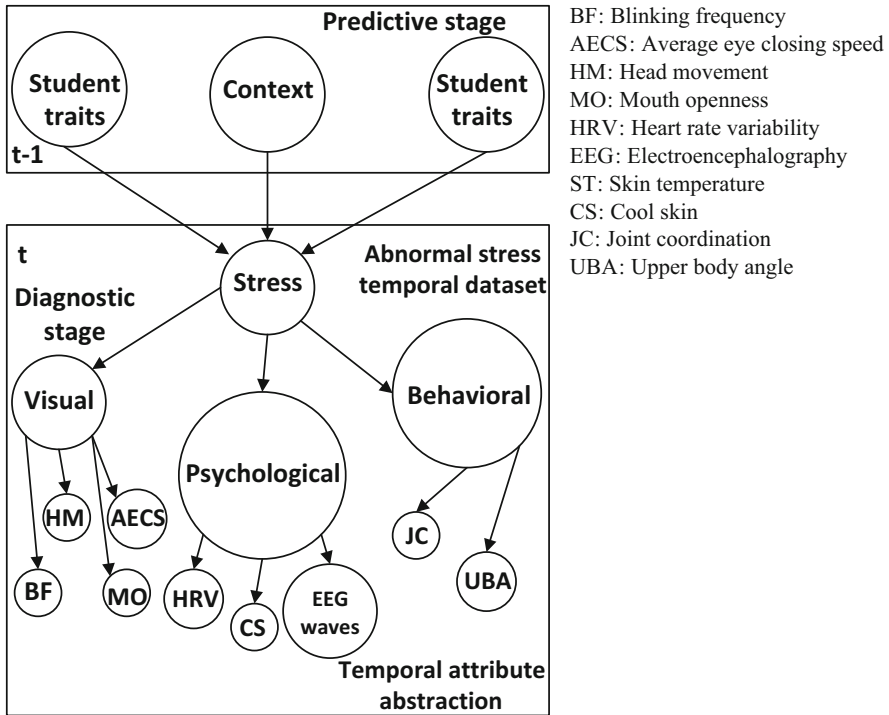 Predictive stage
Student
traits
Context
Student
traits
t-1
t
Stress
Abnormal stress
temporal dataset
Diagnostic
stage
Visual
Psychological
Behavioral
HM
AECS
BF
MO
HRV
CS
EEG
waves
JC
UBA
Temporal attribute
abstraction
BF: Blinking frequency
AECS: Average eye closing speed
HM: Head movement
MO: Mouth openness
HRV: Heart rate variability
EEG: Electroencephalography
ST: Skin temperature
CS: Cool skin
JC: Joint coordination
UBA: Upper body angle